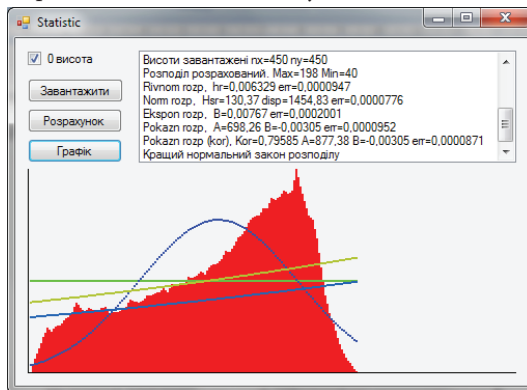 Statistic
0 висота
Завантажити
Розрахунок
Графік
Висоти завантажені nx=450 ny=450
Розподіл розрахований. Max=198 Min=40
Rivnom rozp, hr=0,006329 err=0,0000947
Norm rozp, Hsr=130,37 disp=1454,83 err=0,0000776
Ekspon rozp, B=0,00767 err=0,0002001
Pokazn rozp, A=698,26 B=-0,00305 err=0,0000952
Pokazn rozp (kor), Kor=0,79585 A=877,38 B=-0,00305 err=0,0000871
Кращий нормальний закон розподілу